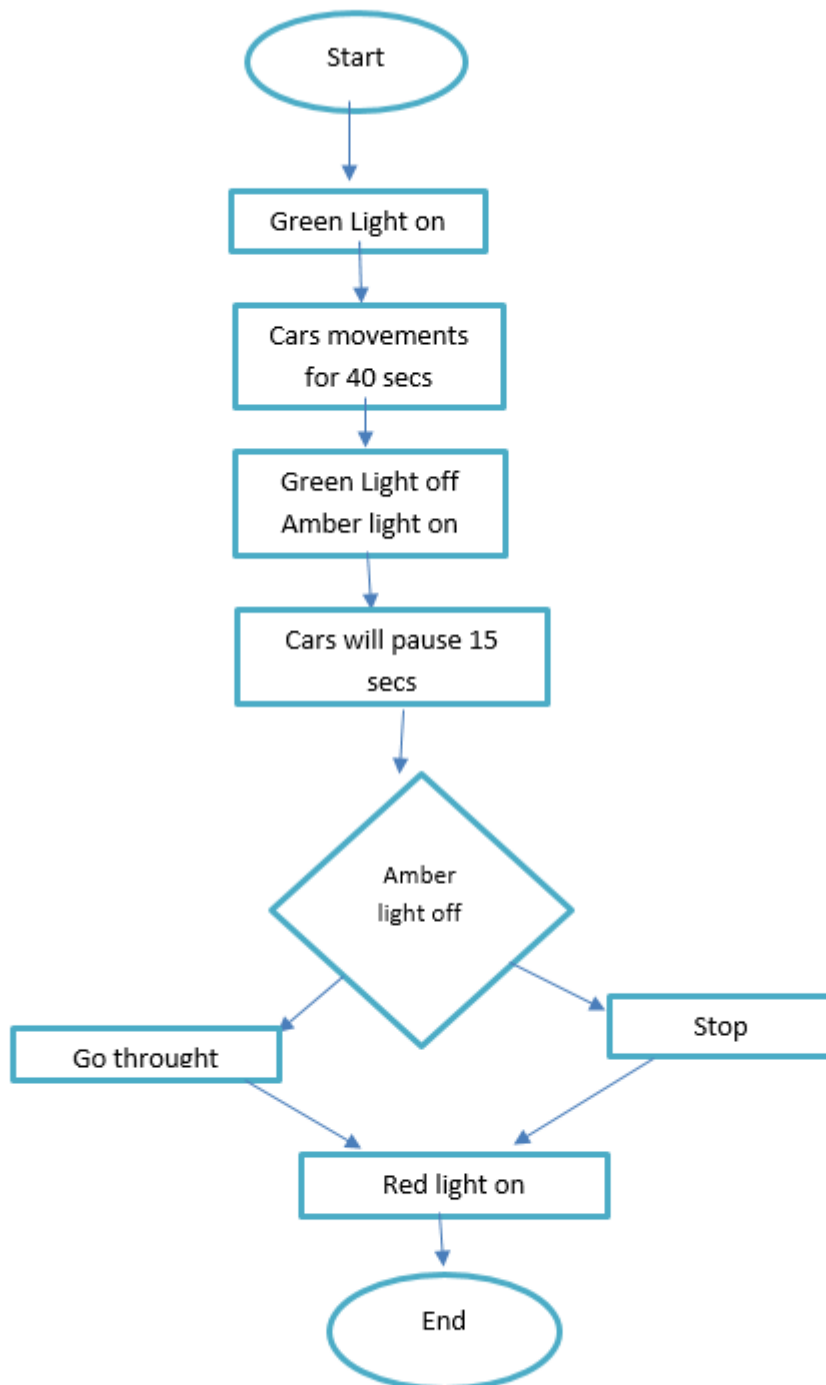 Start
Green Light on
Cars movements
for 40 secs
Green Light off
Amber light on
Cars will pause 15
secs
Amber
light off
Go throught
Stop
Red light on
End